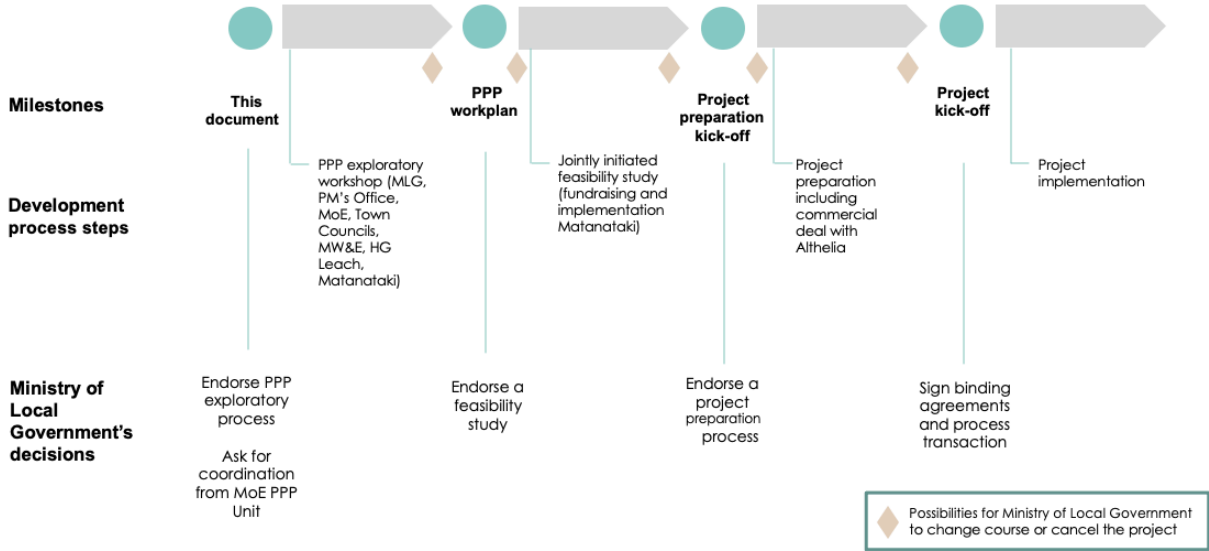 Milestones
This
document
PPP
workplan
Project
preparation
kick-off
Project
kick-off
Development
process steps
PPP exploratory
workshop (MLG,
PM's Office,
MoE, Town
Councils,
MW&E, HG
Leach,
Matanataki)
Jointly initiated
feasibility study
(fundraising and
implementation
Matanataki)
Project
preparation
including
commercial
deal with
Althelia
Project
implementation
Ministry of
Local
Government's
decisions
Endorse PPP
exploratory
process
Ask for
coordination
from MoE PPP
Unit
Endorse a
feasibility
study
Endorse a
project
preparation
process
Sign binding
agreements
and process
transaction
Possibilities for Ministry of Local Government
to change course or cancel the project